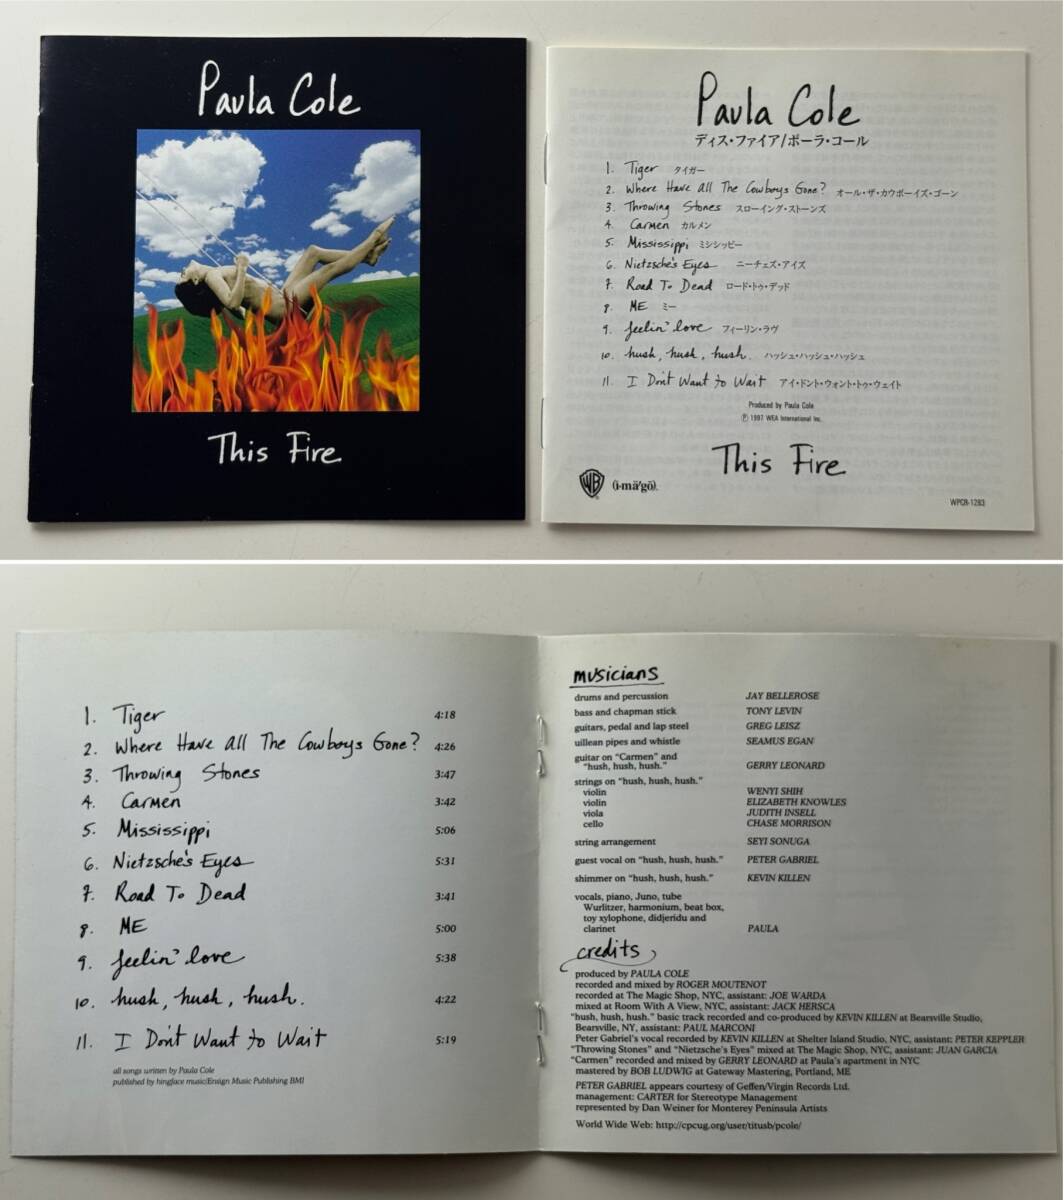 Paula Cole
This Fire
Paula Cole
ディス・ファイア/ポーラ・コール
1. Tiger タイガー
2. Where Have All The Cowboys Gone? オール・ザ・カウボーイズ・ゴーン
3. Throwing Stones スローイング・ストーンズ
4. Carmen カルメン
5. Mississippi ミシシッピー
6. Nietzsche's Eyes ニーチェズ・アイズ
7. Road To Dead ロード・トゥ・デッド
8. ME ミー
9. feelin' love フィーリン・ラヴ
10. hush, hush, hush. ハッシュ・ハッシュ・ハッシュ
11. I Don't Want to Wait アイ・ドント・ウォント・トゥ・ウェイト
Produced by Paula Cole
Ⓟ 1997 WEA International Inc.
This Fire
WB (i-mä'gō).
WPCR-1283
1. Tiger 4:18
2. Where Have All The Cowboys Gone? 4:26
3. Throwing Stones 3:47
4. Carmen 3:42
5. Mississippi 5:06
6. Nietzsche's Eyes 5:31
7. Road To Dead 3:41
8. ME 5:00
9. feelin' love 5:38
10. hush, hush, hush. 4:22
11. I Don't Want to Wait 5:19
all songs written by Paula Cole
published by hingface music/Ensign Music Publishing BMI
musicians
drums and percussion JAY BELLEROSE
bass and chapman stick TONY LEVIN
guitars, pedal and lap steel GREG LEISZ
uillean pipes and whistle SEAMUS EGAN
guitar on "Carmen" and
"hush, hush, hush." GERRY LEONARD
strings on "hush, hush, hush."
violin WENYI SHIH
violin ELIZABETH KNOWLES
viola JUDITH INSELL
cello CHASE MORRISON
string arrangement SEYI SONUGA
guest vocal on "hush, hush, hush." PETER GABRIEL
shimmer on "hush, hush, hush." KEVIN KILLEN
vocals, piano, Juno, tube
Wurlitzer, harmonium, beat box,
toy xylophone, didjeridu and
clarinet PAULA
credits
produced by PAULA COLE
recorded and mixed by ROGER MOUTENOT
recorded at The Magic Shop, NYC, assistant: JOE WARDA
mixed at Room With A View, NYC, assistant: JACK HERSCA
"hush, hush, hush." basic track recorded and co-produced by KEVIN KILLEN at Bearsville Studio,
Bearsville, NY, assistant: PAUL MARCONI
Peter Gabriel's vocal recorded by KEVIN KILLEN at Shelter Island Studio, NYC, assistant: PETER KEPPLER
"Throwing Stones" and "Nietzsche's Eyes" mixed at The Magic Shop, NYC, assistant: JUAN GARCIA
"Carmen" recorded and mixed by GERRY LEONARD at Paula's apartment in NYC
mastered by BOB LUDWIG at Gateway Mastering, Portland, ME
PETER GABRIEL appears courtesy of Geffen/Virgin Records Ltd.
management: CARTER for Stereotype Management
represented by Dan Weiner for Monterey Peninsula Artists
World Wide Web: http://cpcug.org/user/titusb/pcole/